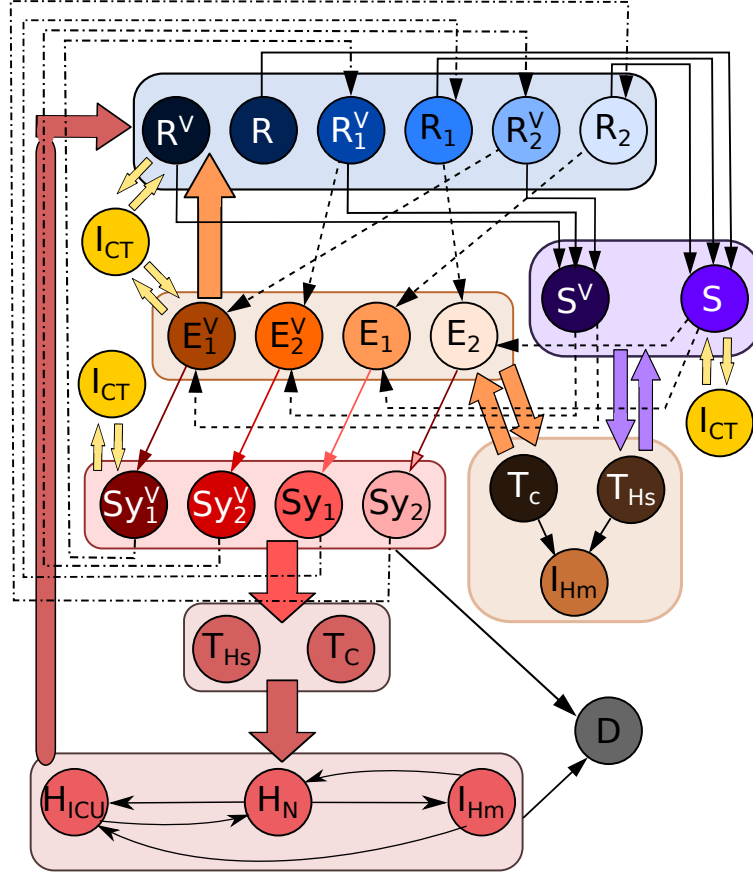 R^V R R_1^V R_1 R_2^V R_2
I_CT
S^V S
E_1^V E_2^V E_1 E_2
I_CT
I_CT
Sy_1^V Sy_2^V Sy_1 Sy_2
T_c T_Hs
I_Hm
T_Hs T_C
D
H_ICU H_N I_Hm